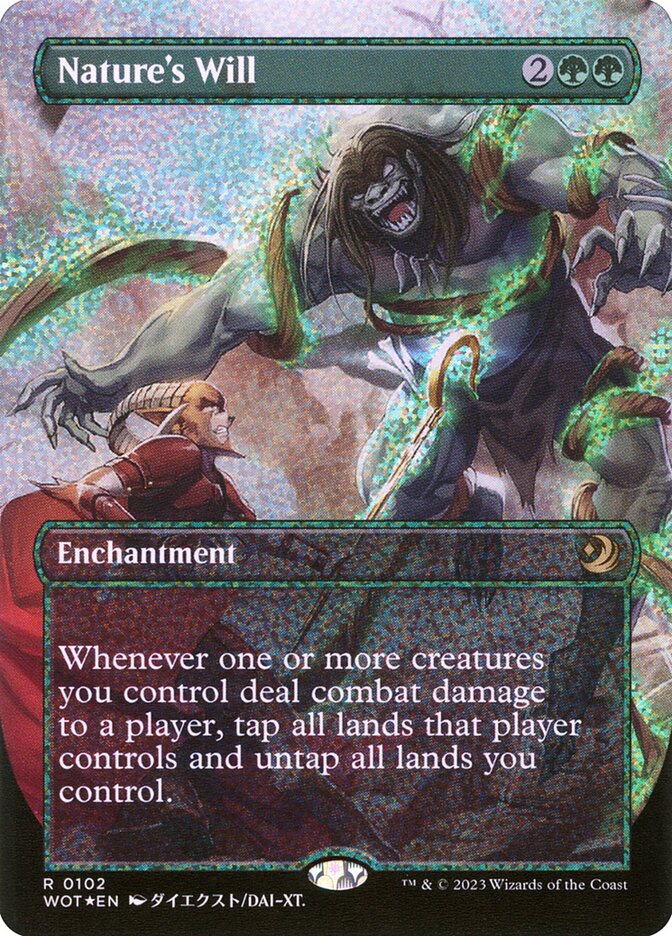 Nature's Will 2
Enchantment
Whenever one or more creatures
you control deal combat damage
to a player, tap all lands that player
controls and untap all lands you
control.
R 0102
WOT★EN ダイエクスト/DAI-XT.
™ & © 2023 Wizards of the Coast